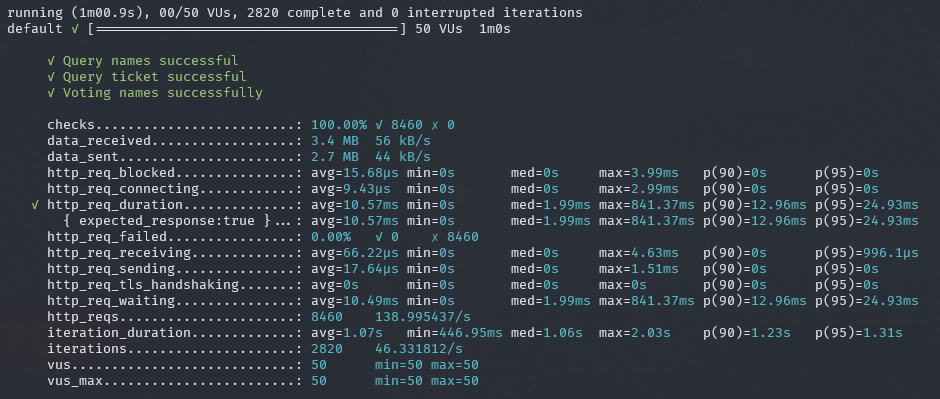 running (1m00.9s), 00/50 VUs, 2820 complete and 0 interrupted iterations
default ✓ [======================================] 50 VUs  1m0s
✓ Query names successful
✓ Query ticket successful
✓ Voting names successfully
checks.........................: 100.00% ✓ 8460 ✗ 0
data_received..................: 3.4 MB  56 kB/s
data_sent......................: 2.7 MB  44 kB/s
http_req_blocked...............: avg=15.68µs min=0s       med=0s     max=3.99ms   p(90)=0s      p(95)=0s
http_req_connecting............: avg=9.43µs  min=0s       med=0s     max=2.99ms   p(90)=0s      p(95)=0s
✓ http_req_duration..............: avg=10.57ms min=0s       med=1.99ms max=841.37ms p(90)=12.96ms p(95)=24.93ms
{ expected_response:true }...: avg=10.57ms min=0s       med=1.99ms max=841.37ms p(90)=12.96ms p(95)=24.93ms
http_req_failed................: 0.00%   ✓ 0    ✗ 8460
http_req_receiving.............: avg=66.22µs min=0s       med=0s     max=4.63ms   p(90)=0s      p(95)=996.1µs
http_req_sending...............: avg=17.64µs min=0s       med=0s     max=1.51ms   p(90)=0s      p(95)=0s
http_req_tls_handshaking.......: avg=0s      min=0s       med=0s     max=0s       p(90)=0s      p(95)=0s
http_req_waiting...............: avg=10.49ms min=0s       med=1.99ms max=841.37ms p(90)=12.96ms p(95)=24.93ms
http_reqs......................: 8460    138.995437/s
iteration_duration.............: avg=1.07s   min=446.95ms med=1.06s  max=2.03s    p(90)=1.23s   p(95)=1.31s
iterations.....................: 2820    46.331812/s
vus............................: 50      min=50 max=50
vus_max........................: 50      min=50 max=50